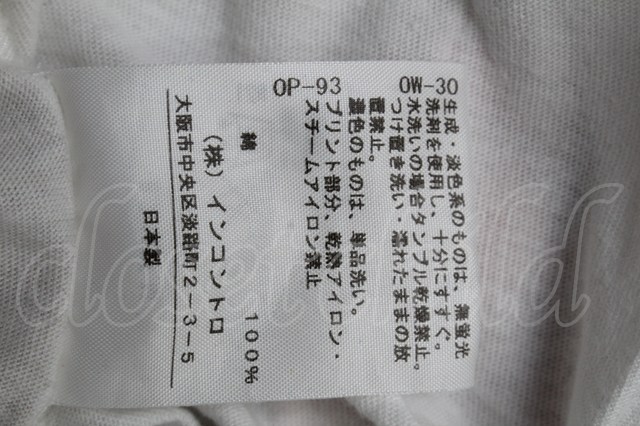 OW-30
生成・淡色系のものは、無蛍光
洗剤を使用し、十分にすすぐ。
水洗いの場合タンブル乾燥禁止。
つけ置き洗い・濡れたままの放
置禁止。
濃色のものは、単品洗い。
プリント部分、乾熱アイロン・
スチームアイロン禁止
OP-93
綿 100%
(株)インコントロ
大阪市中央区淡路町2-3-5
日本製
closet child